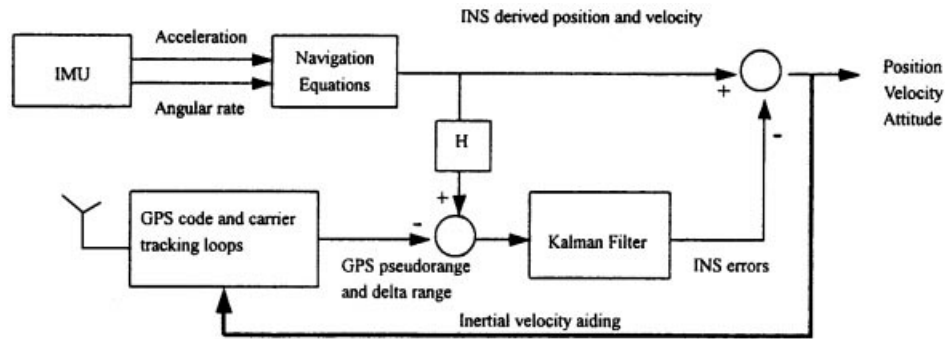 INS derived position and velocity
Acceleration
IMU
Navigation
Equations
Angular rate
+
Position
Velocity
Attitude
-
H
+
GPS code and carrier
tracking loops
-
Kalman Filter
GPS pseudorange
and delta range
INS errors
Inertial velocity aiding